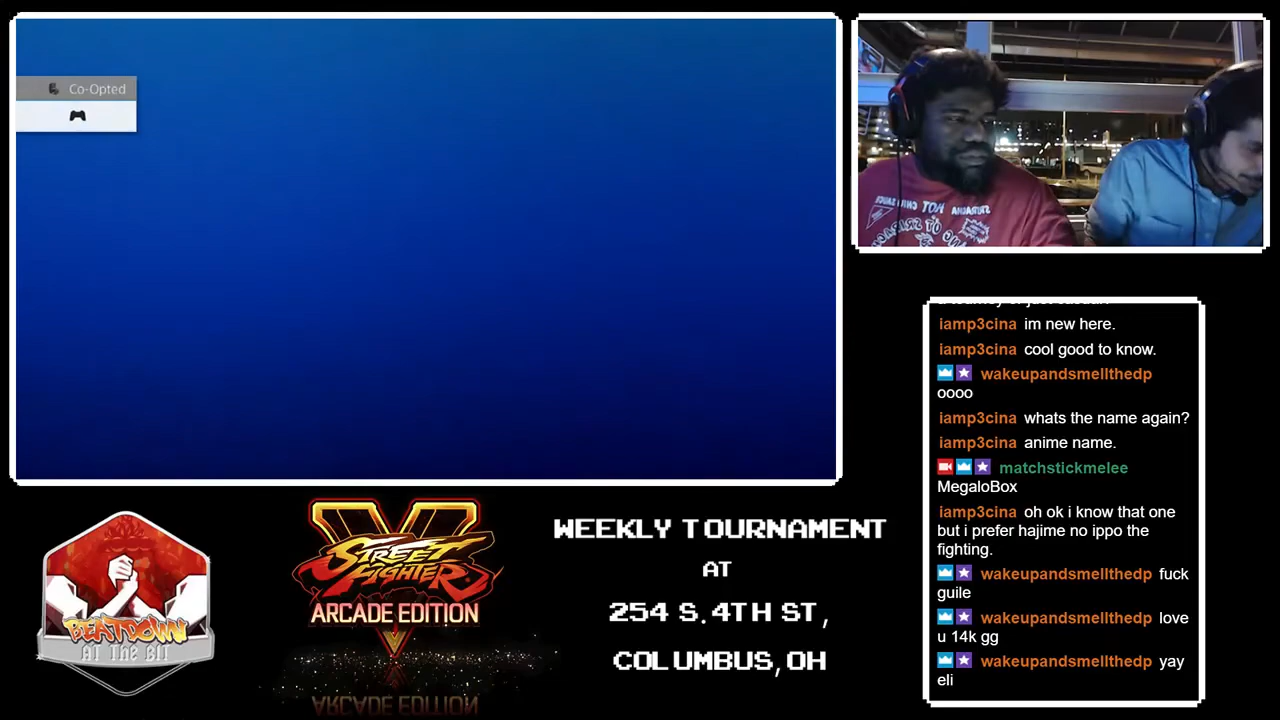 Co-Opted
HOT
iamp3cina im new here.
iamp3cina cool good to know.
wakeupandsmellthedp
oooo
iamp3cina whats the name again?
iamp3cina anime name.
matchstickmelee
MegaloBox
iamp3cina oh ok i know that one
but i prefer hajime no ippo the
fighting.
wakeupandsmellthedp fuck
guile
wakeupandsmellthedp love
u 14k gg
wakeupandsmellthedp yay
eli
BEATDOWN
AT THE BIT
V
STREET
FIGHTER
ARCADE EDITION
WEEKLY TOURNAMENT
AT
254 S.4TH ST,
COLUMBUS,OH